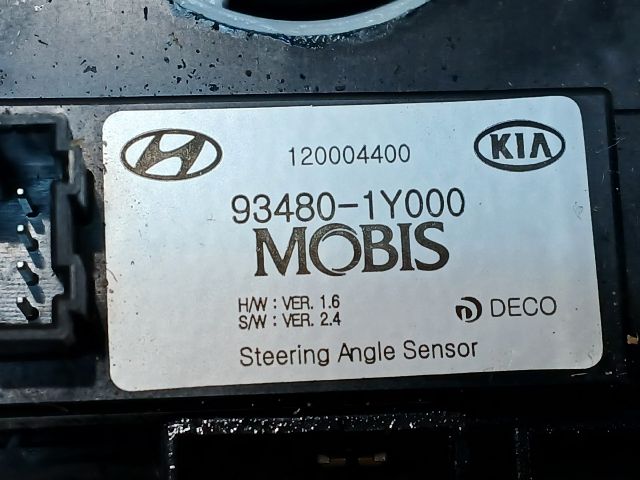 120004400
KIA
93480-1Y000
MOBIS
H/W : VER. 1.6
S/W : VER. 2.4
DECO
Steering Angle Sensor